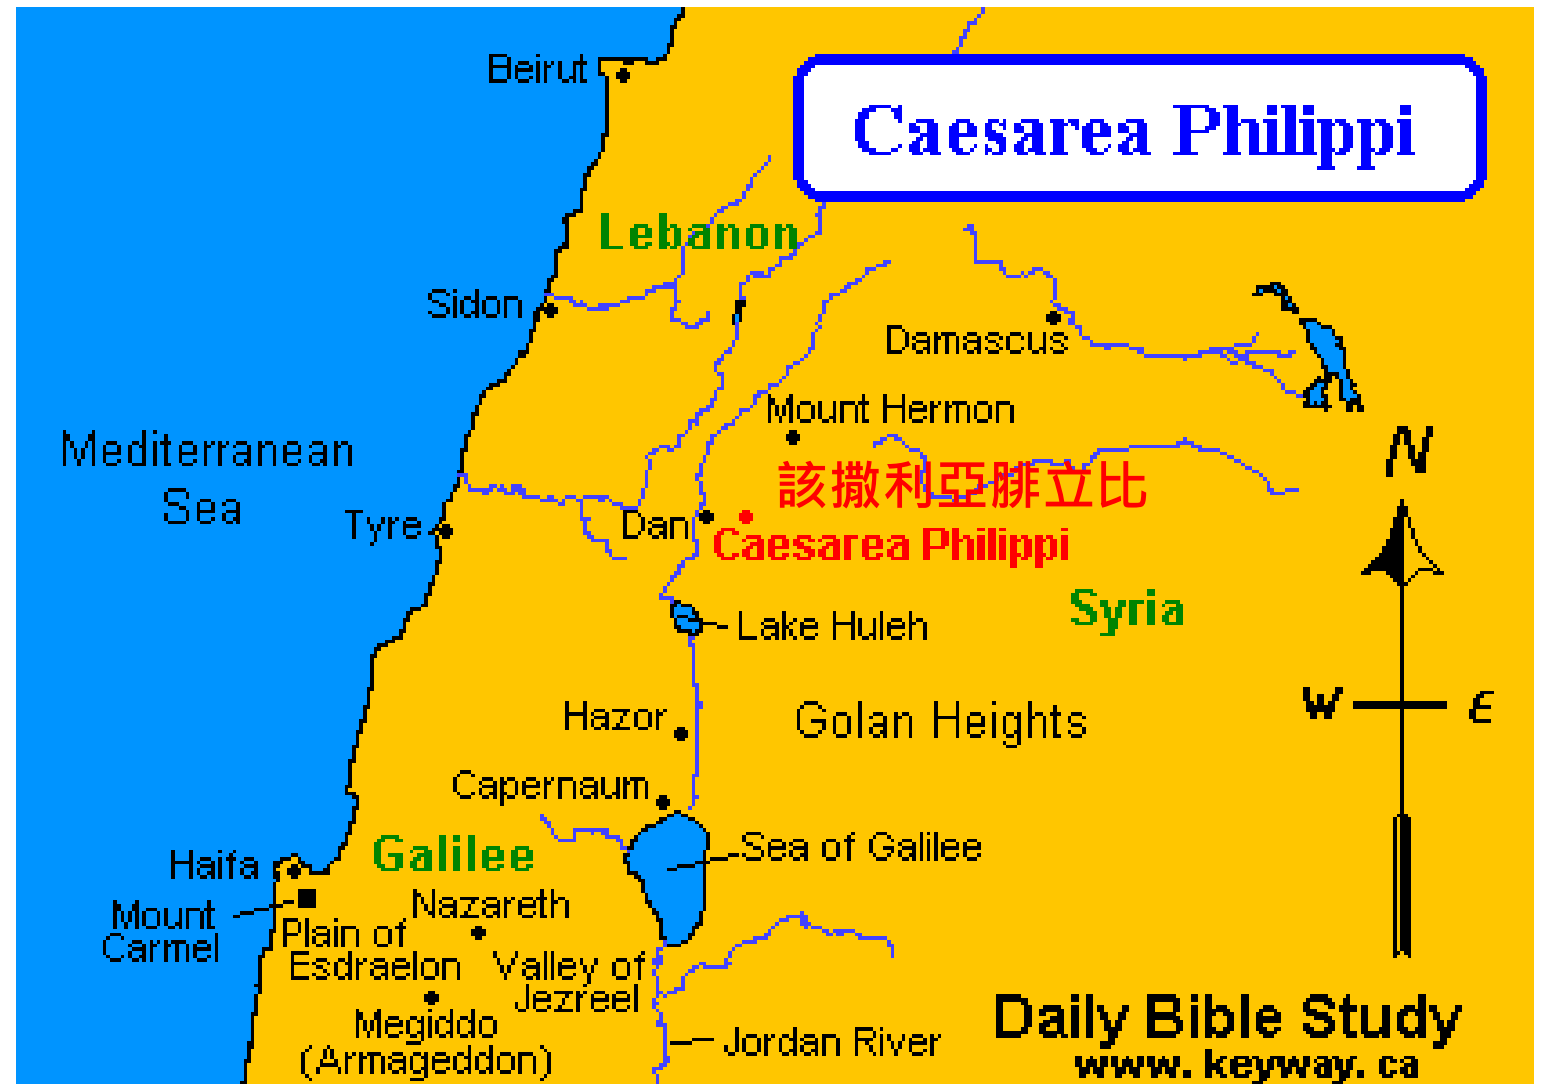 Beirut
Caesarea Philippi
Lebanon
Sidon
Damascus
Mount Hermon
Mediterranean
Sea
N
該撒利亞腓立比
Tyre
Dan
Caesarea Philippi
Syria
Lake Huleh
Hazor
Golan Heights
W
E
Capernaum
Galilee
Sea of Galilee
Haifa
Mount
Carmel
Nazareth
Plain of
Esdraelon
Valley of
Jezreel
Megiddo
(Armageddon)
Jordan River
Daily Bible Study
www.keyway.ca